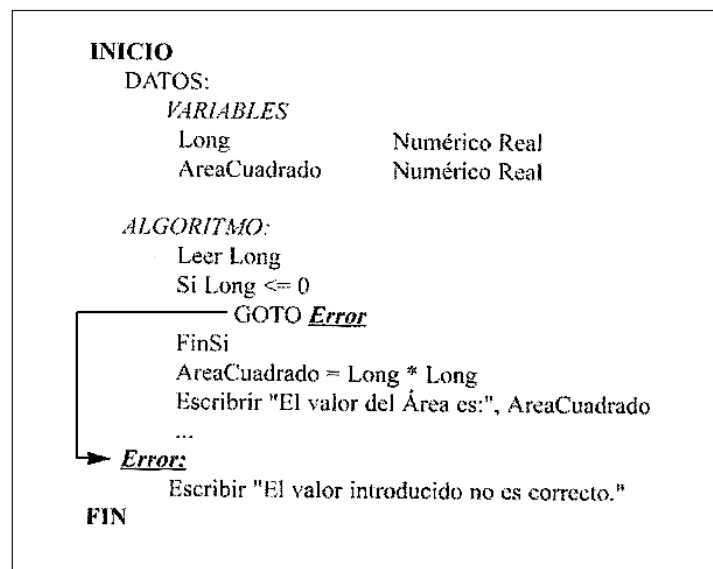 INICIO
DATOS:
VARIABLES
Long Numérico Real
AreaCuadrado Numérico Real
ALGORITMO:
Leer Long
Si Long <= 0
GOTO Error
FinSi
AreaCuadrado = Long * Long
Escribrir "El valor del Área es:", AreaCuadrado
...
Error:
Escribir "El valor introducido no es correcto."
FIN